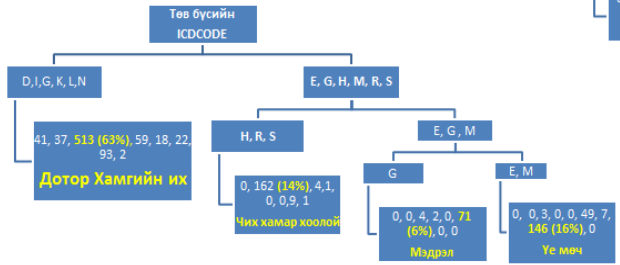 Төв бүсийн
ICDCODE
D,I,G, K, L,N
E, G, H, M, R, S
41, 37, 513 (63%), 59, 18, 22,
93, 2
Дотор Хамгийн их
H, R, S
E, G , M
0, 162 (14%), 4,1,
0, 0,9, 1
Чих хамар хоолой
G
E, M
0, 0, 4, 2, 0, 71
(6%), 0, 0
Мэдрэл
0, 0, 3, 0, 0, 49, 7,
146 (16%), 0
Үе мөч